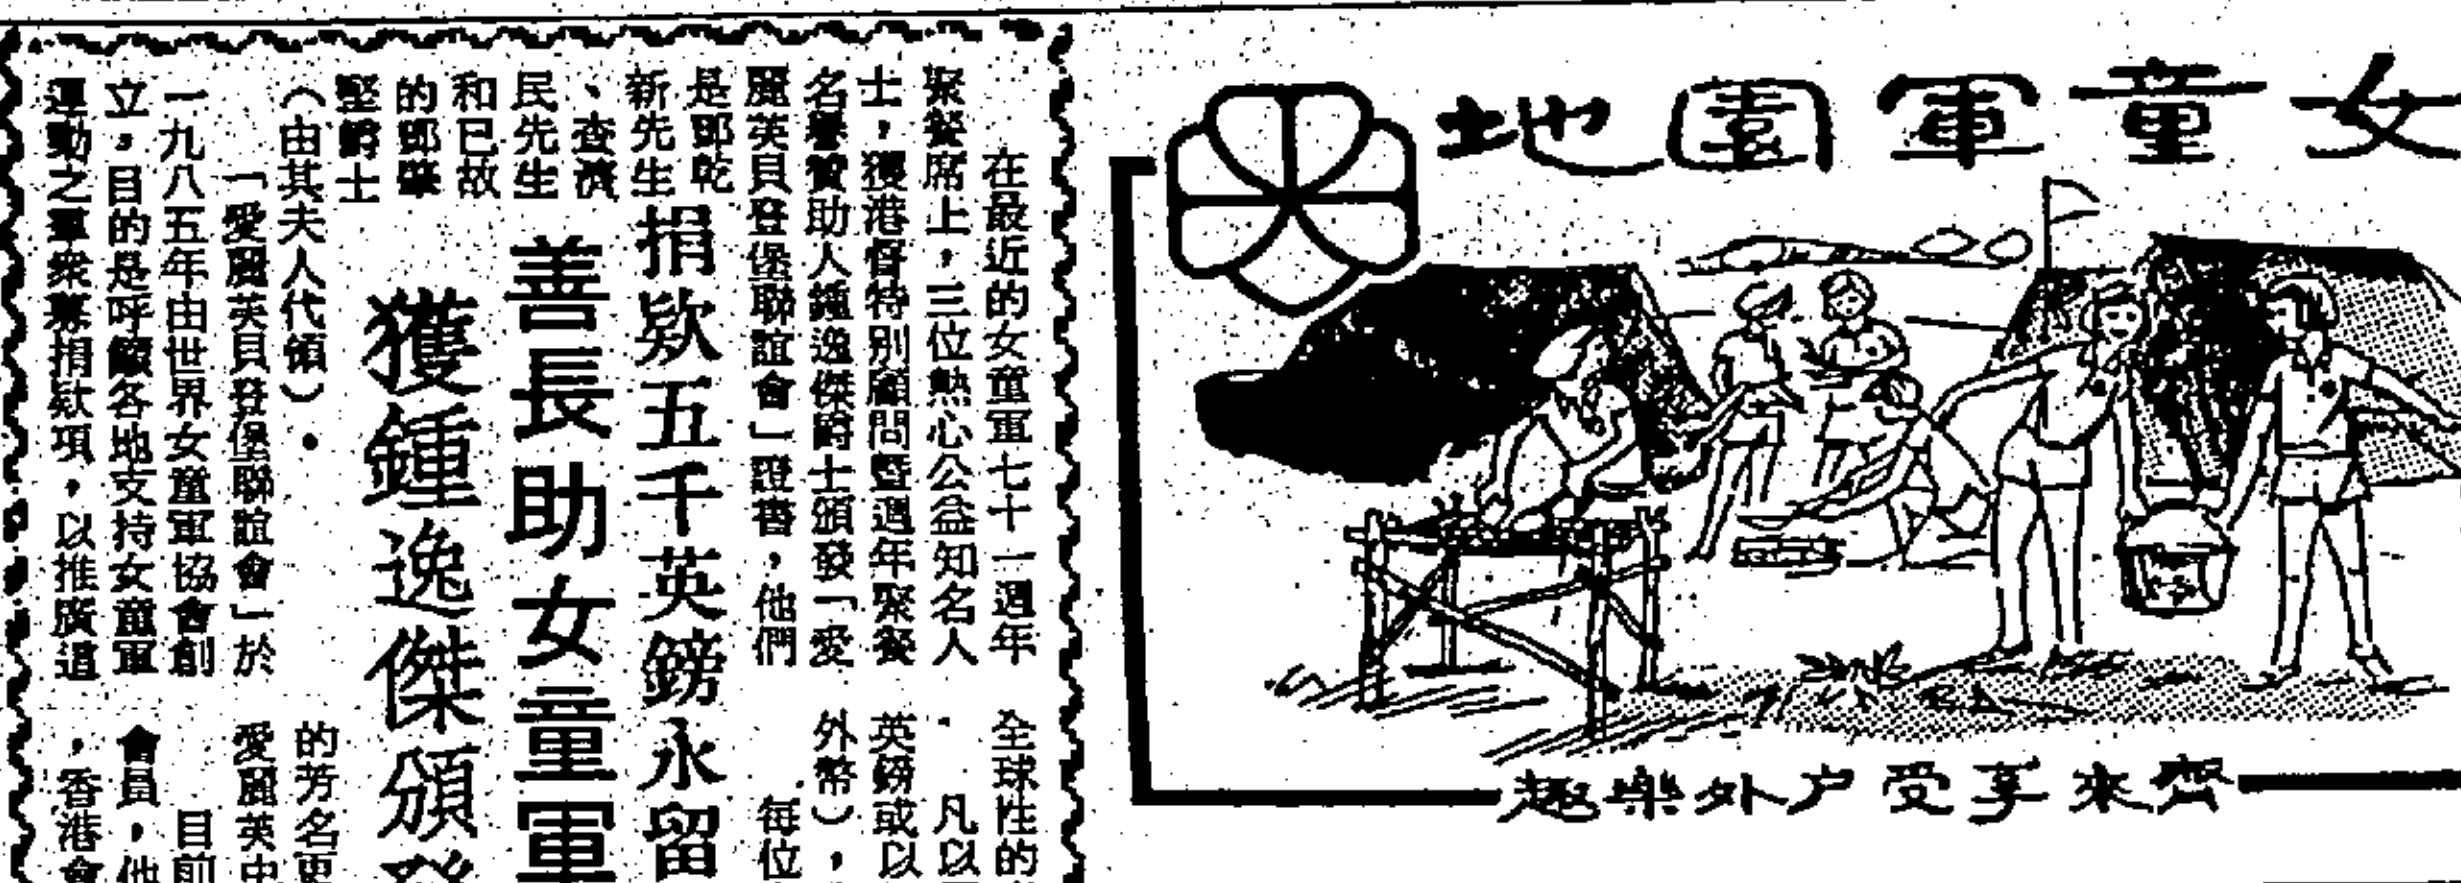 女童軍園地
齊來享受户外樂趣
在最近的女童軍七十一週年
聚餐席上，三位熱心公益知名人
士，獲港督特別顧問暨週年聚餐
名譽贊助人鍾逸傑爵士頒發「愛
麗英貝登堡聯誼會」證書，他們
是鄧乾
新先生
、查濟
民先生
和已故
的鄧肇
堅爵士
（由其夫人代領）．
「愛麗英貝登堡聯誼會」於
一九八五年由世界女童軍協會創
立，目的是呼籲各地支持女童軍
運動之羣衆募捐欵項，以推廣這
捐欵五千英鎊永留
善長助女童軍
獲鍾逸傑頒
全球性的
．凡以
英鎊或以
外幣），
每位
的芳名更
愛麗英中
目前
會員，他
，香港會